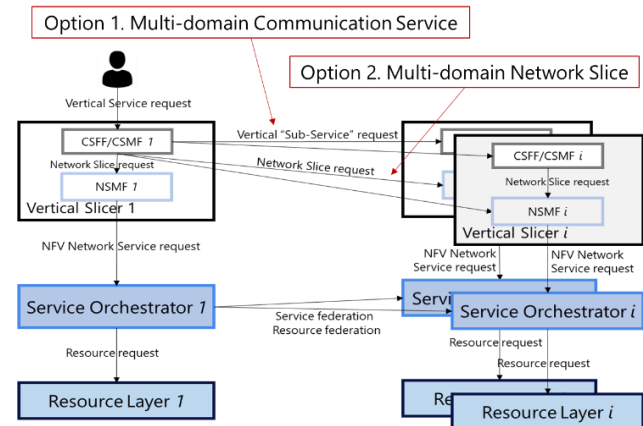 Option 1. Multi-domain Communication Service
Option 2. Multi-domain Network Slice
Vertical Service request
CSFF/CSMF 1
Vertical "Sub-Service" request
CSFF/CSMF i
Network Slice request
Network Slice request
Network Slice request
NSMF 1
NSMF i
Vertical Slicer 1
Vertical Slicer i
NFV Network Service request
NFV Network
Service request
NFV Network
Service request
Service Orchestrator 1
Servi
Service Orchestrator i
Service federation
Resource federation
Resource request
Resource request
Resource request
Resource Layer 1
Re
Resource Layer i